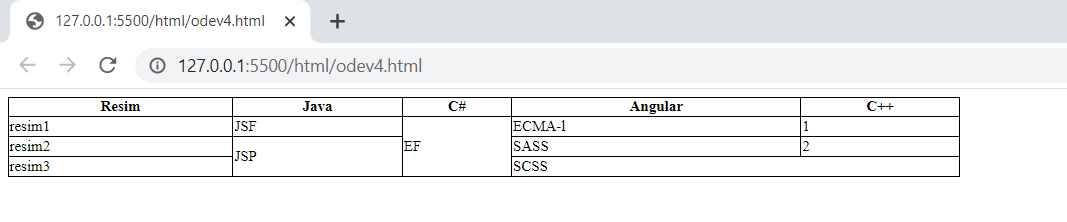 127.0.0.1:5500/html/odev4.html
127.0.0.1:5500/html/odev4.html
Resim Java C# Angular C++
resim1 JSF EF ECMA-l 1
resim2 JSP SASS 2
resim3 SCSS